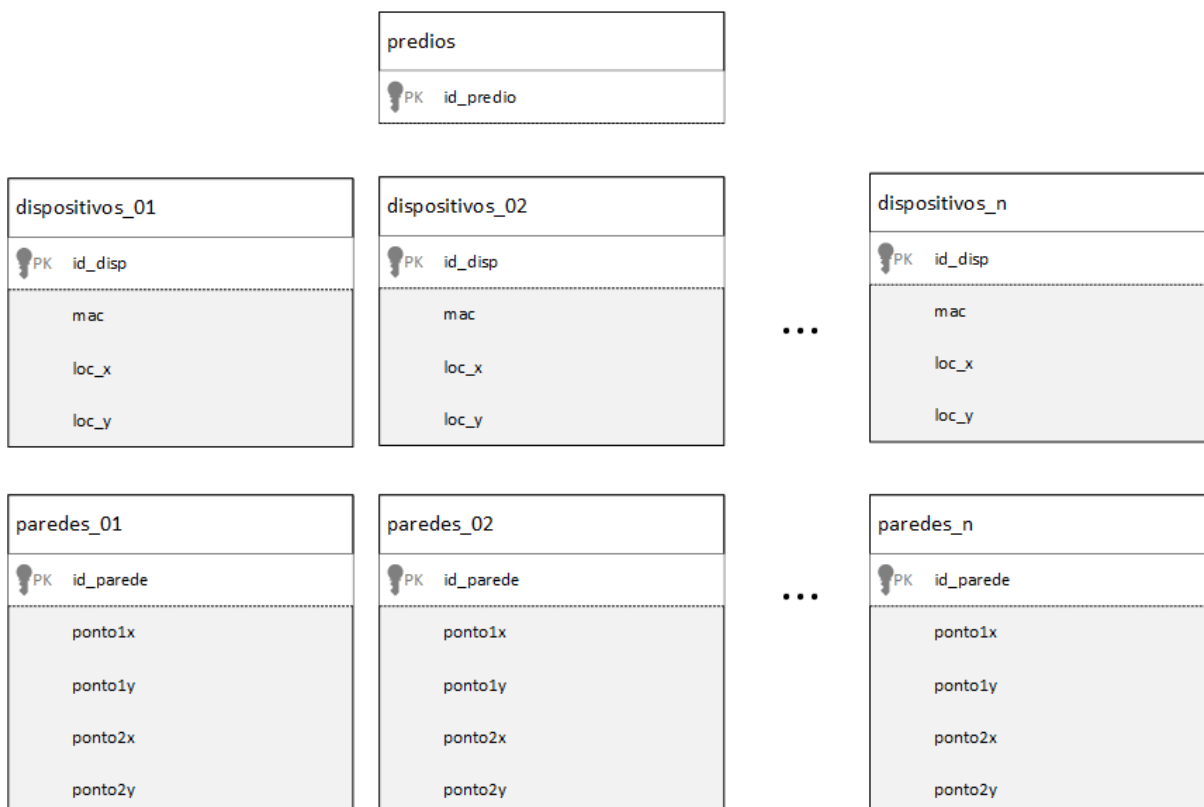 predios
PK id_predio
dispositivos_01
PK id_disp
mac
loc_x
loc_y
dispositivos_02
PK id_disp
mac
loc_x
loc_y
...
dispositivos_n
PK id_disp
mac
loc_x
loc_y
paredes_01
PK id_parede
ponto1x
ponto1y
ponto2x
ponto2y
paredes_02
PK id_parede
ponto1x
ponto1y
ponto2x
ponto2y
...
paredes_n
PK id_parede
ponto1x
ponto1y
ponto2x
ponto2y